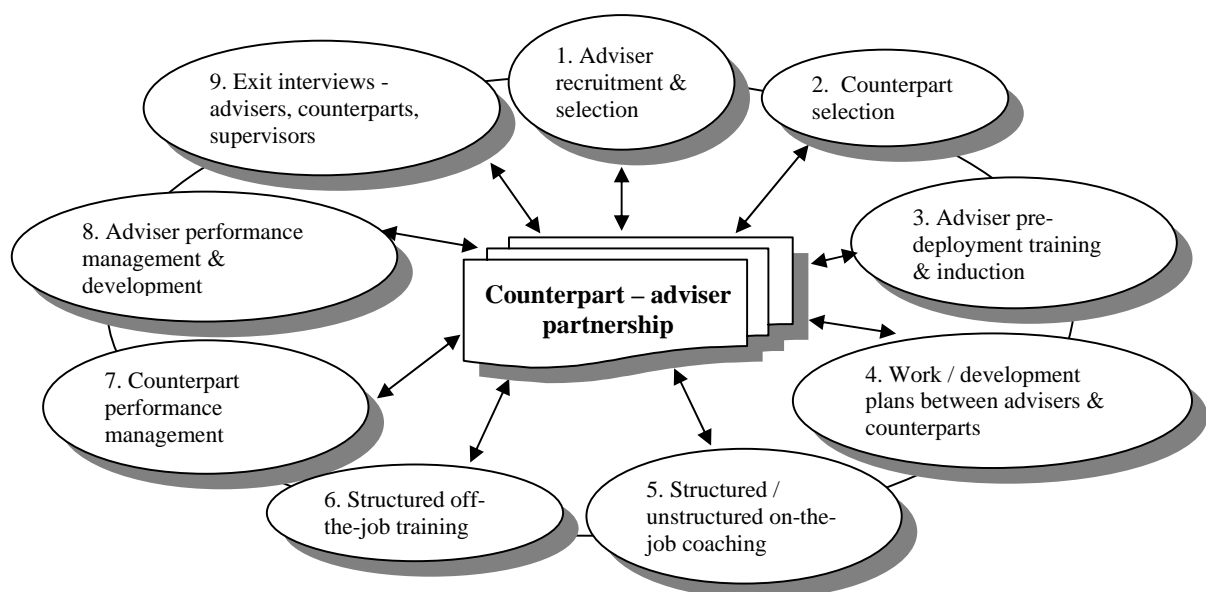 1. Adviser
recruitment &
selection
2. Counterpart
selection
3. Adviser pre-
deployment training
& induction
4. Work / development
plans between advisers &
counterparts
5. Structured /
unstructured on-the-
job coaching
6. Structured off-
the-job training
7. Counterpart
performance
management
8. Adviser performance
management &
development
9. Exit interviews -
advisers, counterparts,
supervisors
Counterpart – adviser
partnership